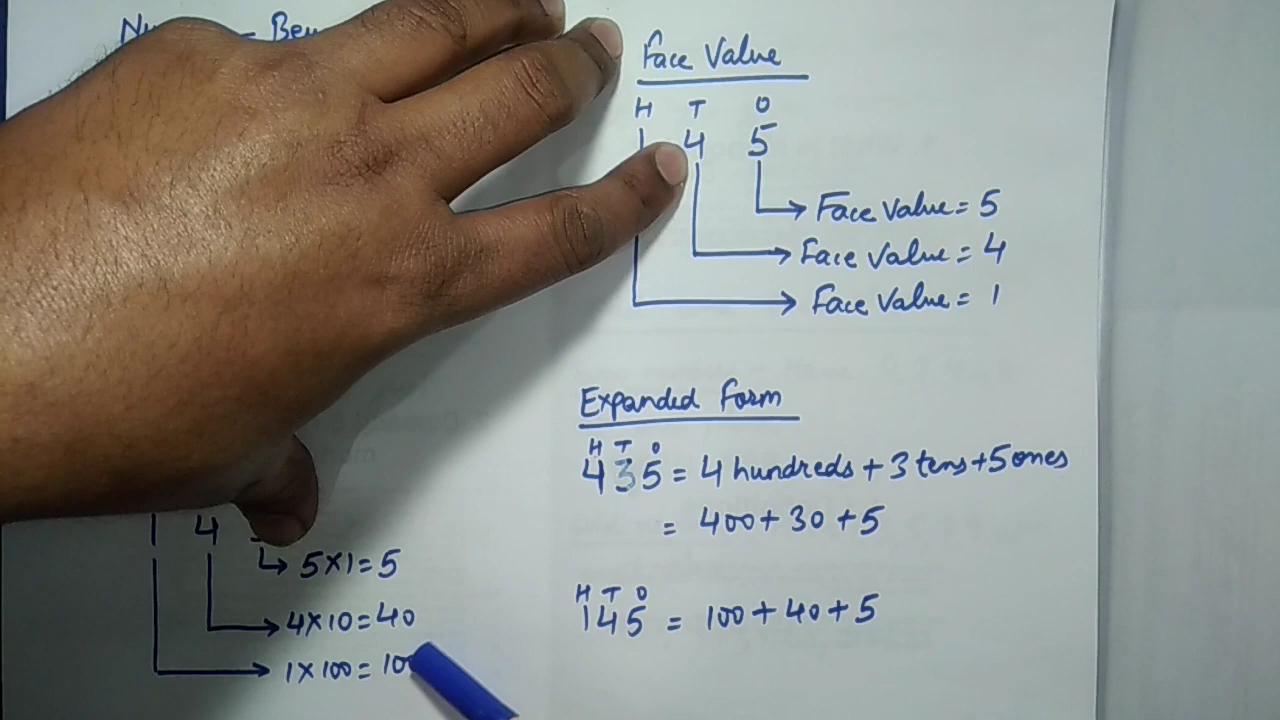 Face Value
H T O
1 4 5
Face Value = 5
Face Value = 4
Face Value = 1
Expanded Form
H T O
435 = 4 hundreds + 3 tens + 5 ones
= 400 + 30 + 5
H T O
145 = 100 + 40 + 5
1 4
5×1=5
4×10=40
1×100=100